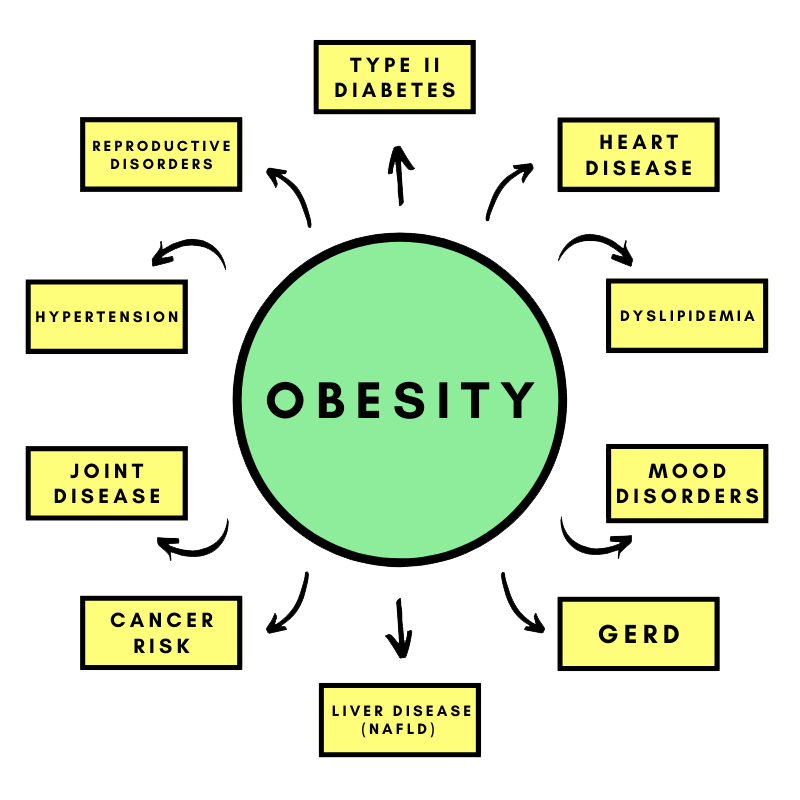 TYPE II
DIABETES
REPRODUCTIVE
DISORDERS
HEART
DISEASE
HYPERTENSION
DYSLIPIDEMIA
OBESITY
JOINT
DISEASE
MOOD
DISORDERS
CANCER
RISK
GERD
LIVER DISEASE
(NAFLD)